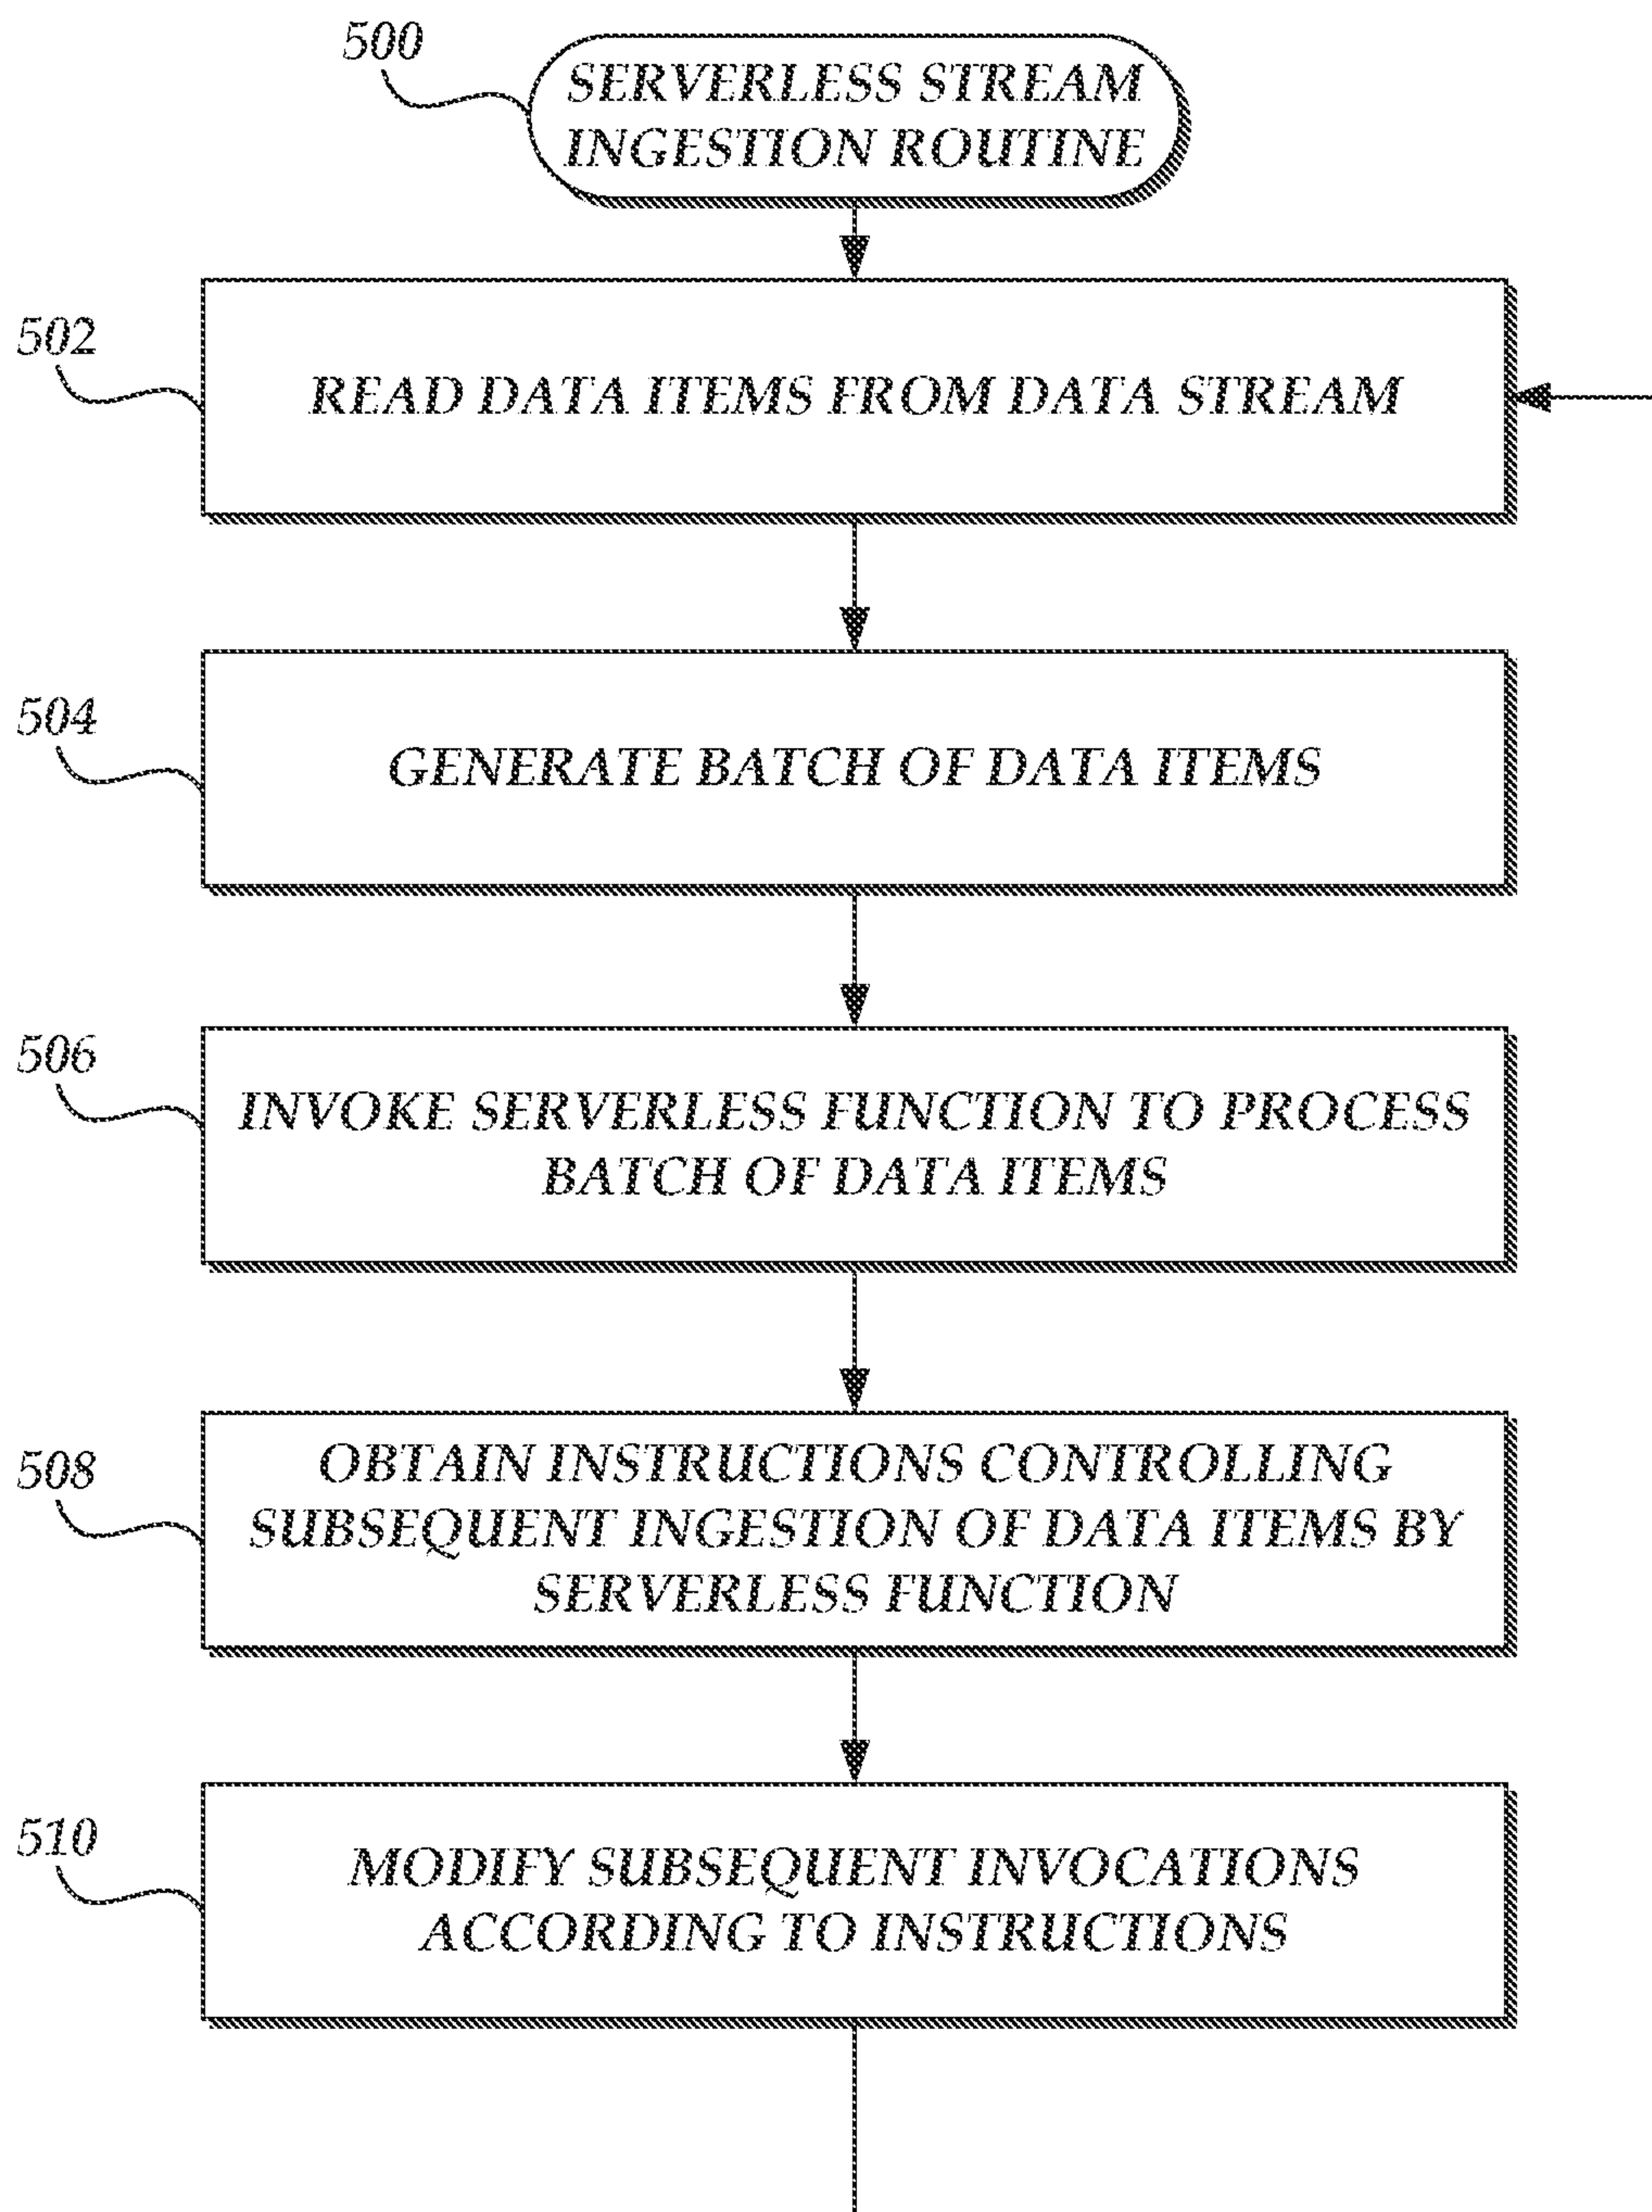 500
SERVERLESS STREAM
INGESTION ROUTINE
502
READ DATA ITEMS FROM DATA STREAM
504
GENERATE BATCH OF DATA ITEMS
506
INVOKE SERVERLESS FUNCTION TO PROCESS
BATCH OF DATA ITEMS
508
OBTAIN INSTRUCTIONS CONTROLLING
SUBSEQUENT INGESTION OF DATA ITEMS BY
SERVERLESS FUNCTION
510
MODIFY SUBSEQUENT INVOCATIONS
ACCORDING TO INSTRUCTIONS